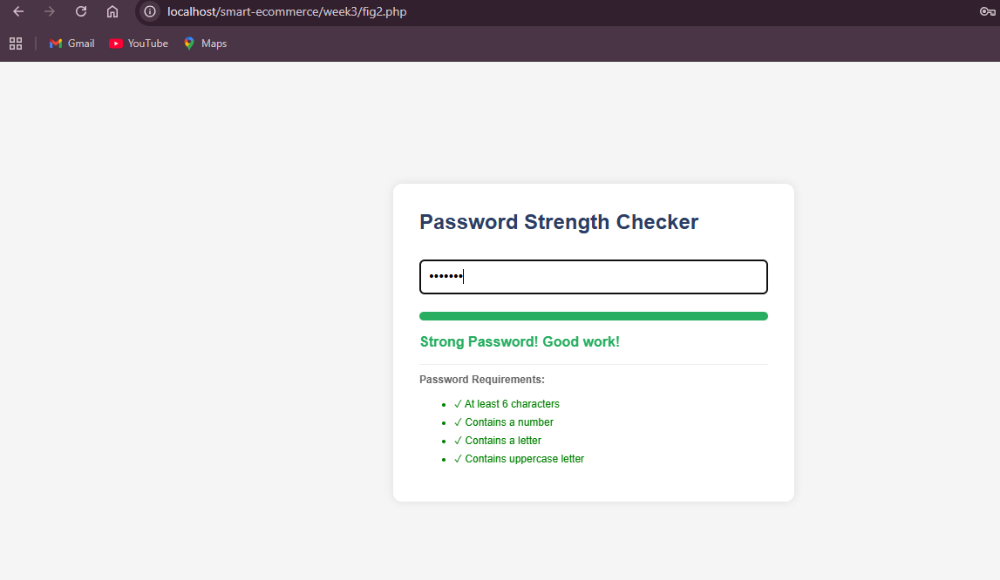 localhost/smart-ecommerce/week3/fig2.php
Gmail YouTube Maps
Password Strength Checker
•••••••
Strong Password! Good work!
Password Requirements:
• ✓ At least 6 characters
• ✓ Contains a number
• ✓ Contains a letter
• ✓ Contains uppercase letter